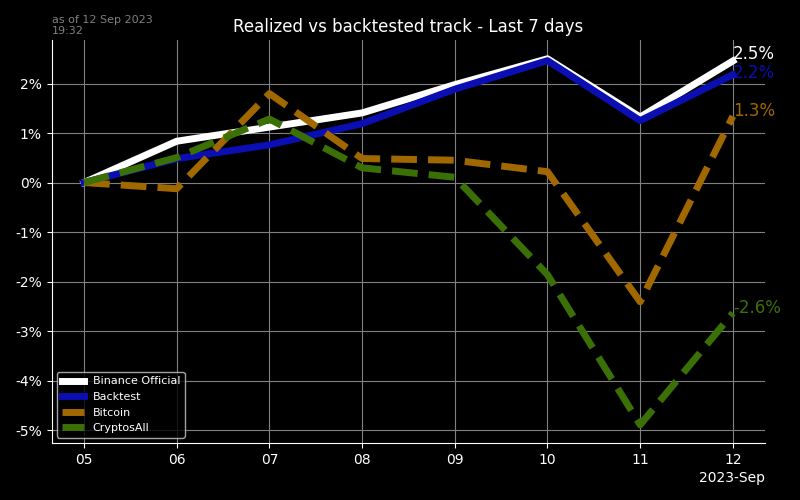 as of 12 Sep 2023
19:32
Realized vs backtested track - Last 7 days
2.5%
2.2%
2%
1.3%
1%
0%
-1%
-2%
-2.6%
-3%
-4%
-5%
Binance Official
Backtest
Bitcoin
CryptosAll
05 06 07 08 09 10 11 12
2023-Sep